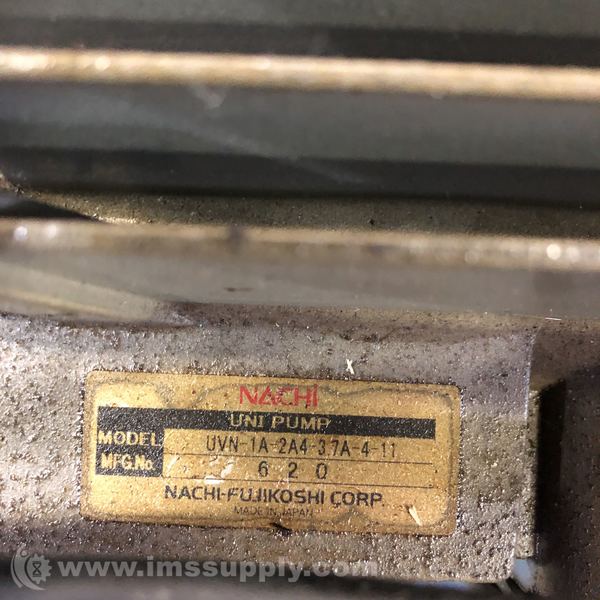 NACHI
UNI PUMP
MODEL UVN-1A-2A4-3.7A-4-11
MFG.No. 620
NACHI-FUJIKOSHI CORP.
MADE IN JAPAN
www.imssupply.com